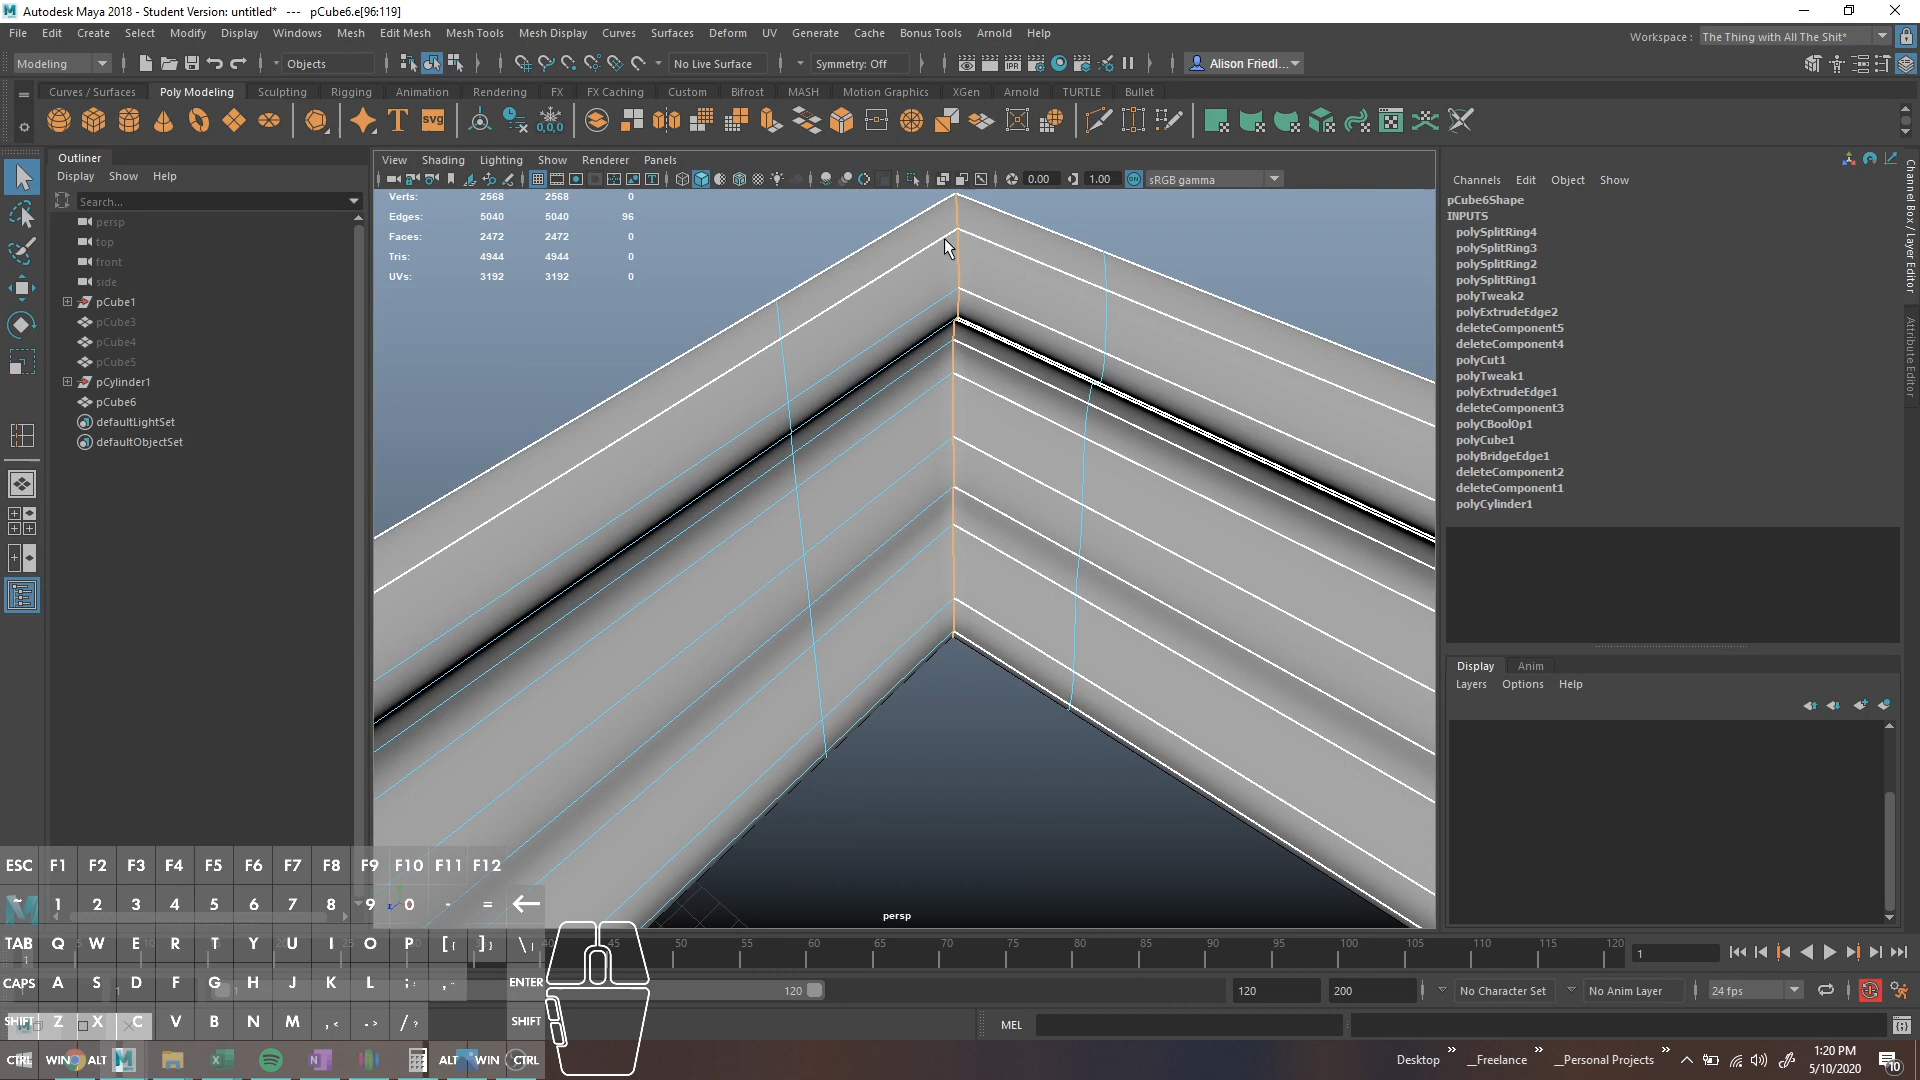 Autodesk Maya 2018 - Student Version: untitled*   ---   pCube6.e[96:119]
File Edit Create Select Modify Display Windows Mesh Edit Mesh Mesh Tools Mesh Display Curves Surfaces Deform UV Generate Cache Bonus Tools Arnold Help
Workspace : The Thing with All The Shit*
Modeling Objects No Live Surface Symmetry: Off Alison Friedl...
Curves / Surfaces Poly Modeling Sculpting Rigging Animation Rendering FX FX Caching Custom Bifrost MASH Motion Graphics XGen Arnold TURTLE Bullet
Outliner
Display Show Help
Search...
persp
top
front
side
pCube1
pCube3
pCube4
pCube5
pCylinder1
pCube6
defaultLightSet
defaultObjectSet
View Shading Lighting Show Renderer Panels
0.00 1.00 sRGB gamma
Verts: 2568 2568 0
Edges: 5040 5040 96
Faces: 2472 2472 0
Tris: 4944 4944 0
UVs: 3192 3192 0
persp
Channels Edit Object Show
pCube6Shape
INPUTS
polySplitRing4
polySplitRing3
polySplitRing2
polySplitRing1
polyTweak2
polyExtrudeEdge2
deleteComponent5
deleteComponent4
polyCut1
polyTweak1
polyExtrudeEdge1
deleteComponent3
polyCBoolOp1
polyCube1
polyBridgeEdge1
deleteComponent2
deleteComponent1
polyCylinder1
Channel Box / Layer Editor
Attribute Editor
Display Anim
Layers Options Help
ESC F1 F2 F3 F4 F5 F6 F7 F8 F9 F10 F11 F12
~ 1 2 3 4 5 6 7 8 9 0 - = ←
TAB Q W E R T Y U I O P [{ ]} \|
CAPS A S D F G H J K L ;: ENTER
SHIFT Z X C V B N M ,< .> /? SHIFT
CTRL WIN ALT ALT WIN CTRL
45 50 55 60 65 70 75 80 85 90 95 100 105 110 115 120
1
120 120 200 No Character Set No Anim Layer 24 fps
MEL
Desktop » __Freelance » __Personal Projects »
1:20 PM
5/10/2020
10